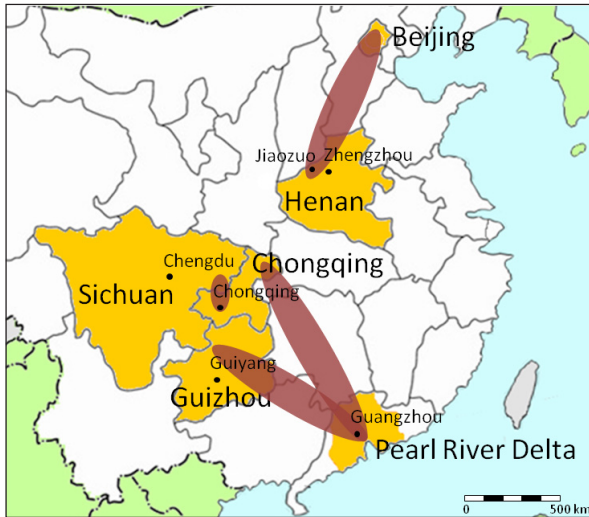 Beijing
Jiaozuo
Zhengzhou
Henan
Chengdu
Chongqing
Sichuan
Chongqing
Guiyang
Guizhou
Guangzhou
Pearl River Delta
0 500 km